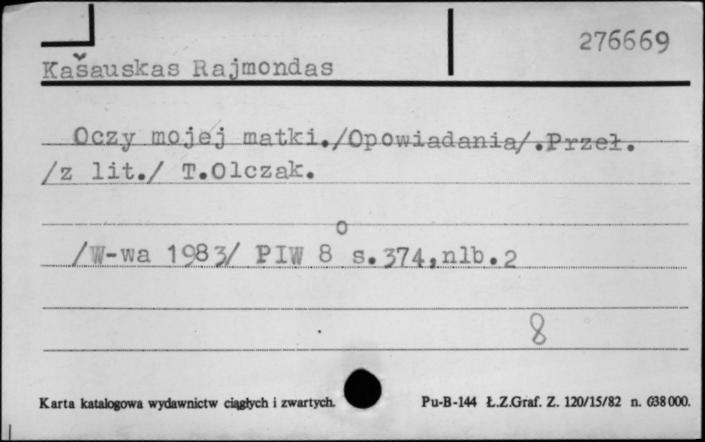 276669
Kašauskas Rajmondas
Oczy mojej matki./Opowiadania/.Przeł.
/z lit./ T.Olczak.
o
/W-wa 1983/ PIW 8 s.374,nlb.2
8
Karta katalogowa wydawnictw ciągłych i zwartych. Pu-B-144 Ł.Z.Graf. Z. 120/15/82 n. 638000.